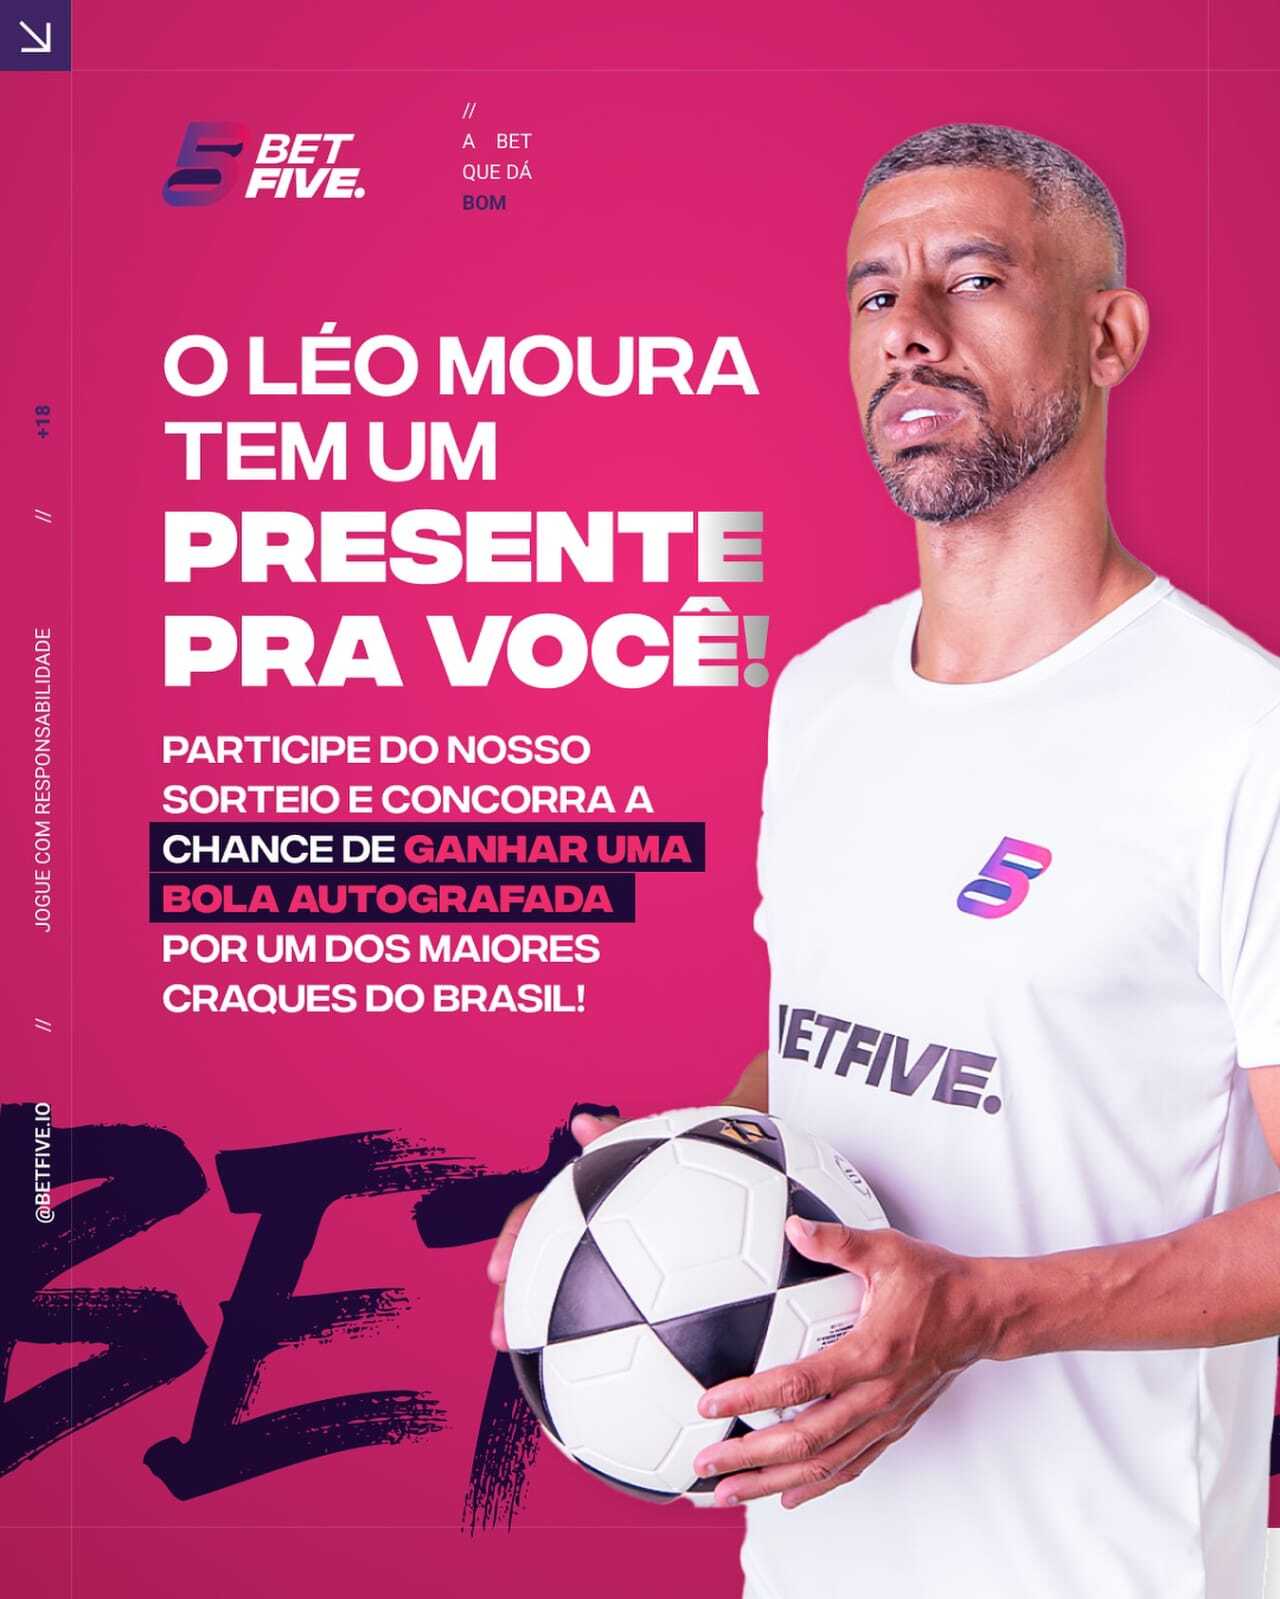 BET
FIVE.
//
A BET
QUE DÁ
BOM
O LÉO MOURA
TEM UM
PRESENTE
PRA VOCÊ!
PARTICIPE DO NOSSO
SORTEIO E CONCORRA A
CHANCE DE GANHAR UMA
BOLA AUTOGRAFADA
POR UM DOS MAIORES
CRAQUES DO BRASIL!
@BETFIVE.IO // JOGUE COM RESPONSABILIDADE // +18
5
BETFIVE.
BET